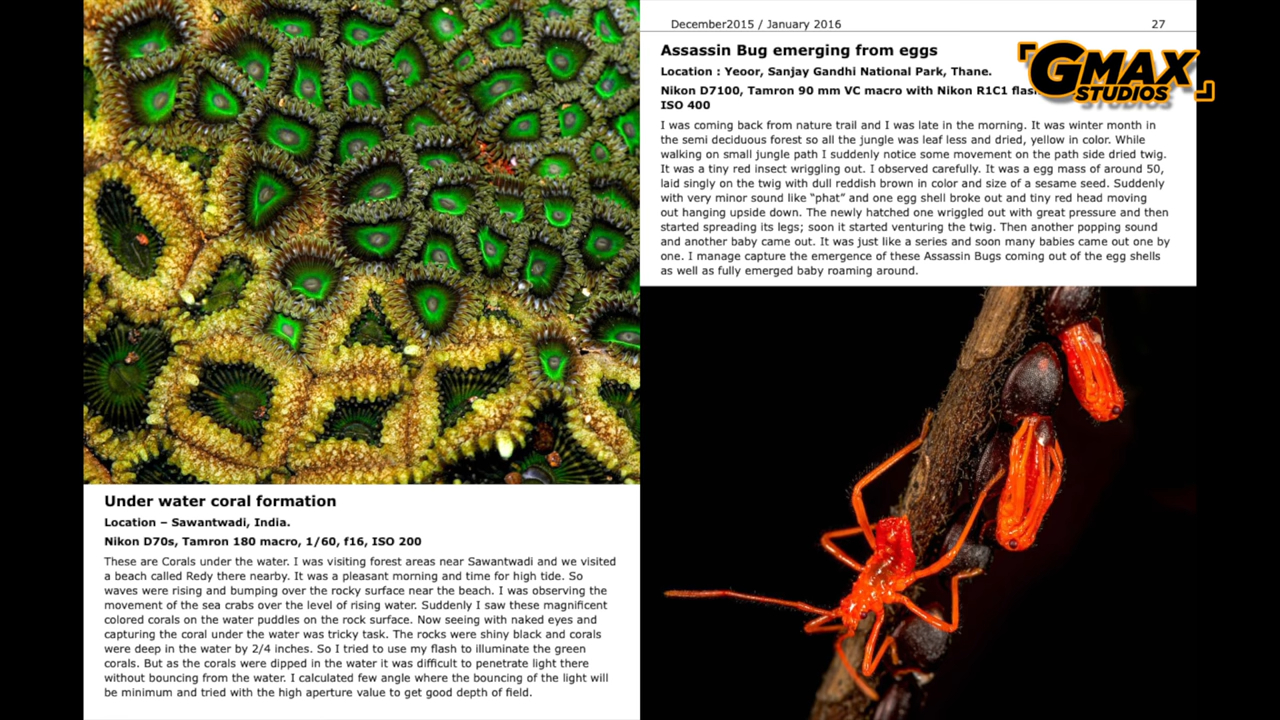 December2015 / January 2016
27
Assassin Bug emerging from eggs
Location : Yeoor, Sanjay Gandhi National Park, Thane.
Nikon D7100, Tamron 90 mm VC macro with Nikon R1C1
ISO 400
I was coming back from nature trail and I was late in the morning. It was winter month in
the semi deciduous forest so all the jungle was leaf less and dried, yellow in color. While
walking on small jungle path I suddenly notice some movement on the path side dried twig.
It was a tiny red insect wriggling out. I observed carefully. It was a egg mass of around 50,
laid singly on the twig with dull reddish brown in color and size of a sesame seed. Suddenly
with very minor sound like “phat” and one egg shell broke out and tiny red head moving
out hanging upside down. The newly hatched one wriggled out with great pressure and then
started spreading its legs; soon it started venturing the twig. Then another popping sound
and another baby came out. It was just like a series and soon many babies came out one by
one. I manage capture the emergence of these Assassin Bugs coming out of the egg shells
as well as fully emerged baby roaming around.
GMAX
STUDIOS
Under water coral formation
Location – Sawantwadi, India.
Nikon D70s, Tamron 180 macro, 1/60, f16, ISO 200
These are Corals under the water. I was visiting forest areas near Sawantwadi and we visited
a beach called Redy there nearby. It was a pleasant morning and time for high tide. So
waves were rising and bumping over the rocky surface near the beach. I was observing the
movement of the sea crabs over the level of rising water. Suddenly I saw these magnificent
colored corals on the water puddles on the rock surface. Now seeing with naked eyes and
capturing the coral under the water was tricky task. The rocks were shiny black and corals
were deep in the water by 2/4 inches. So I tried to use my flash to illuminate the green
corals. But as the corals were dipped in the water it was difficult to penetrate light there
without bouncing from the water. I calculated few angle where the bouncing of the light will
be minimum and tried with the high aperture value to get good depth of field.